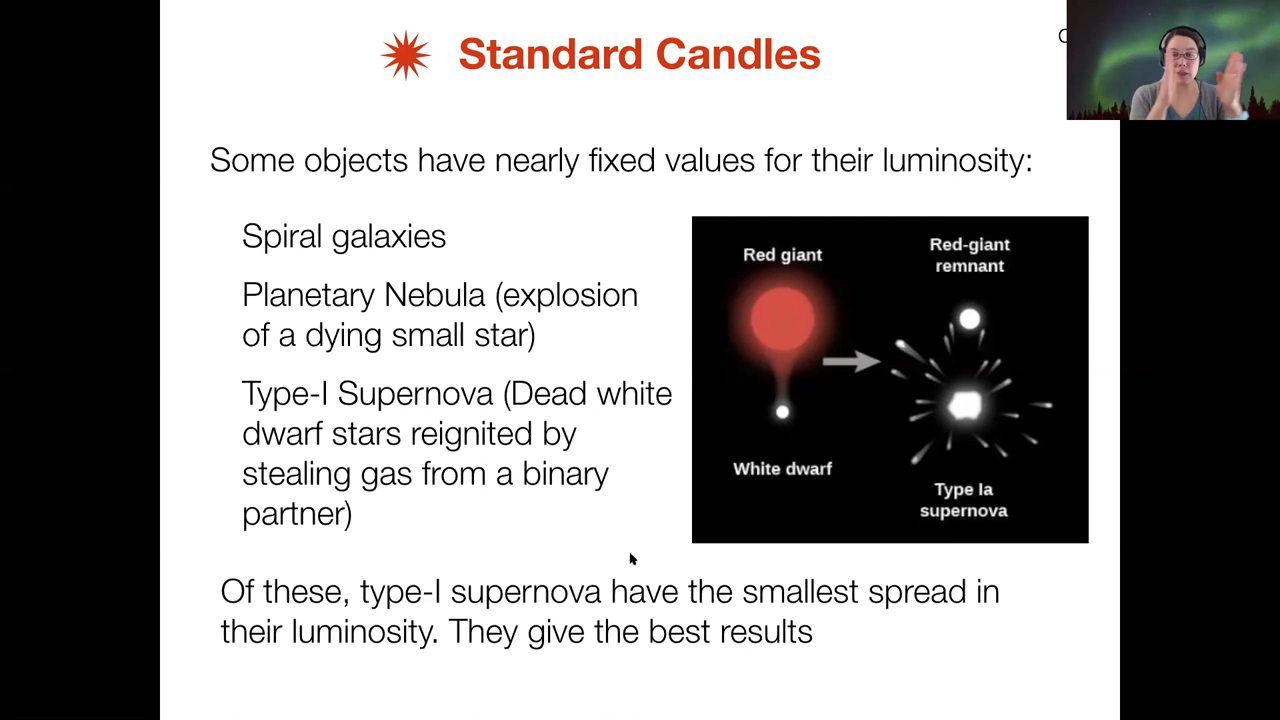 Standard Candles
Some objects have nearly fixed values for their luminosity:
Spiral galaxies
Planetary Nebula (explosion
of a dying small star)
Type-I Supernova (Dead white
dwarf stars reignited by
stealing gas from a binary
partner)
Red giant
Red-giant
remnant
White dwarf
Type Ia
supernova
Of these, type-I supernova have the smallest spread in
their luminosity. They give the best results